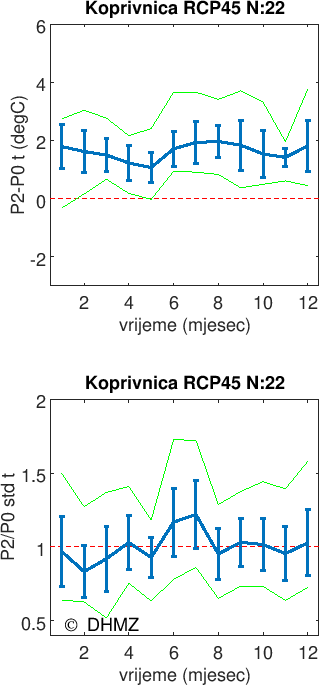 Koprivnica RCP45 N:22
6
4
2
0
-2
P2-P0 t (degC)
2 4 6 8 10 12
vrijeme (mjesec)
Koprivnica RCP45 N:22
2
1.5
1
0.5
P2/P0 std t
© DHMZ
2 4 6 8 10 12
vrijeme (mjesec)